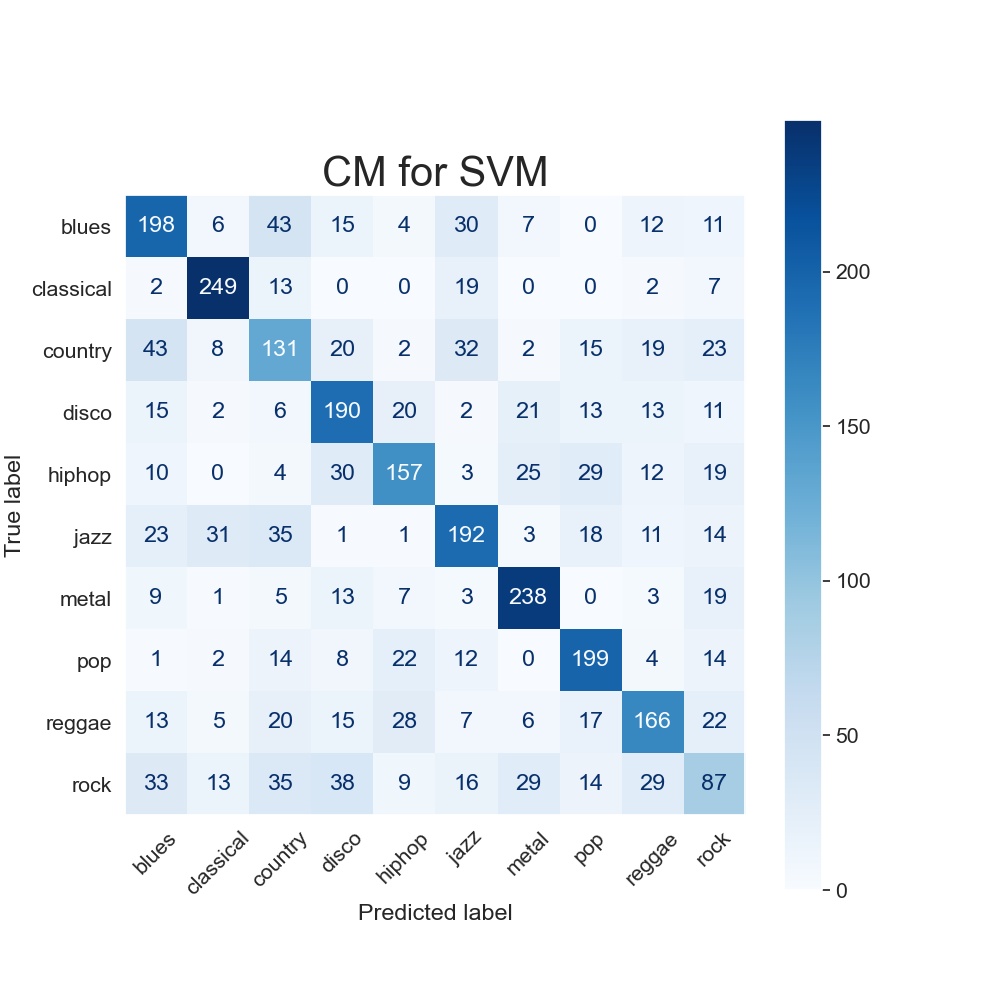 CM for SVM
blues 198 6 43 15 4 30 7 0 12 11
classical 2 249 13 0 0 19 0 0 2 7
country 43 8 131 20 2 32 2 15 19 23
disco 15 2 6 190 20 2 21 13 13 11
hiphop 10 0 4 30 157 3 25 29 12 19
jazz 23 31 35 1 1 192 3 18 11 14
metal 9 1 5 13 7 3 238 0 3 19
pop 1 2 14 8 22 12 0 199 4 14
reggae 13 5 20 15 28 7 6 17 166 22
rock 33 13 35 38 9 16 29 14 29 87
blues classical country disco hiphop jazz metal pop reggae rock
Predicted label
True label
200
150
100
50
0